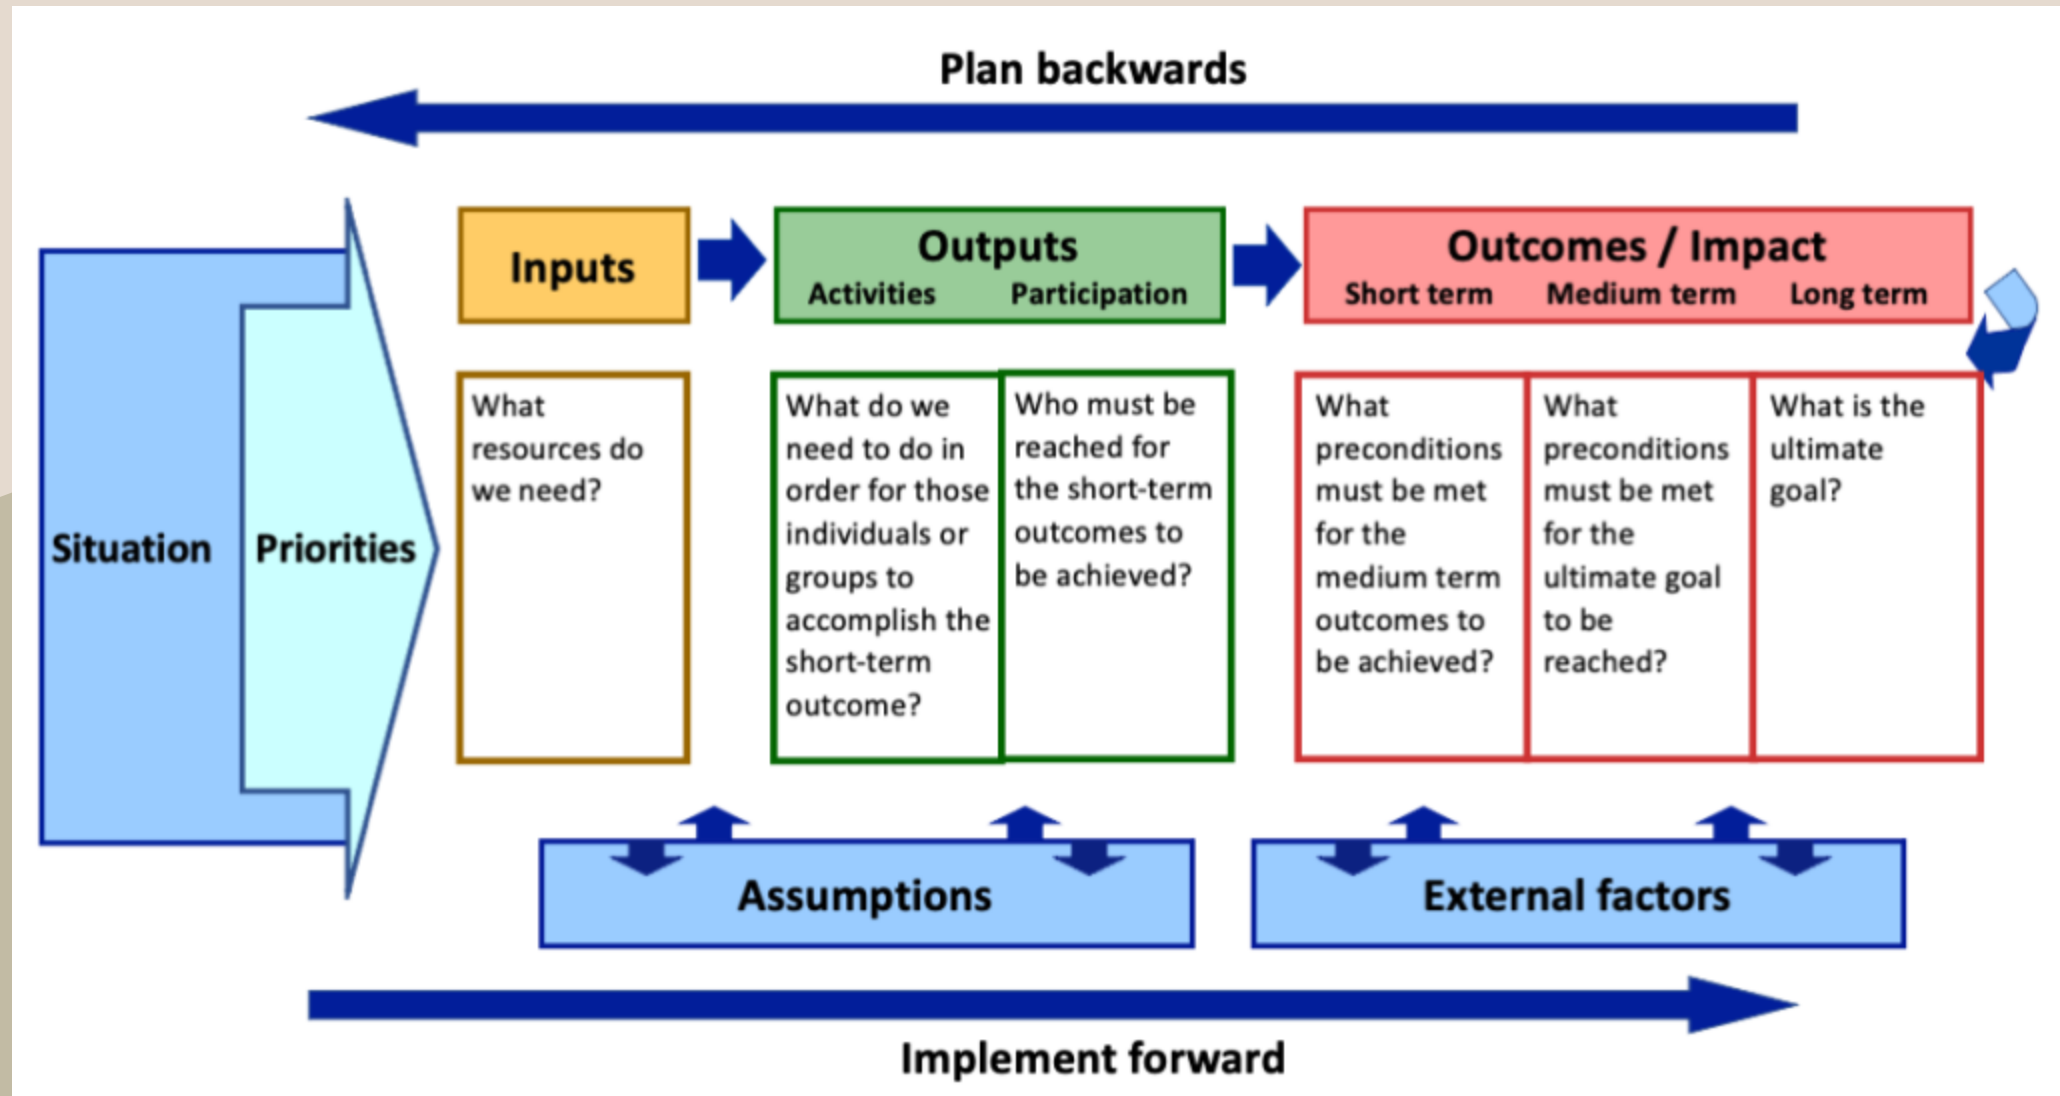 Plan backwards
Situation
Priorities
Inputs
Outputs
Activities
Participation
Outcomes / Impact
Short term
Medium term
Long term
What
resources do
we need?
What do we
need to do in
order for those
individuals or
groups to
accomplish the
short-term
outcome?
Who must be
reached for
the short-term
outcomes to
be achieved?
What
preconditions
must be met
for the
medium term
outcomes to
be achieved?
What
preconditions
must be met
for the
ultimate goal
to be
reached?
What is the
ultimate
goal?
Assumptions
External factors
Implement forward